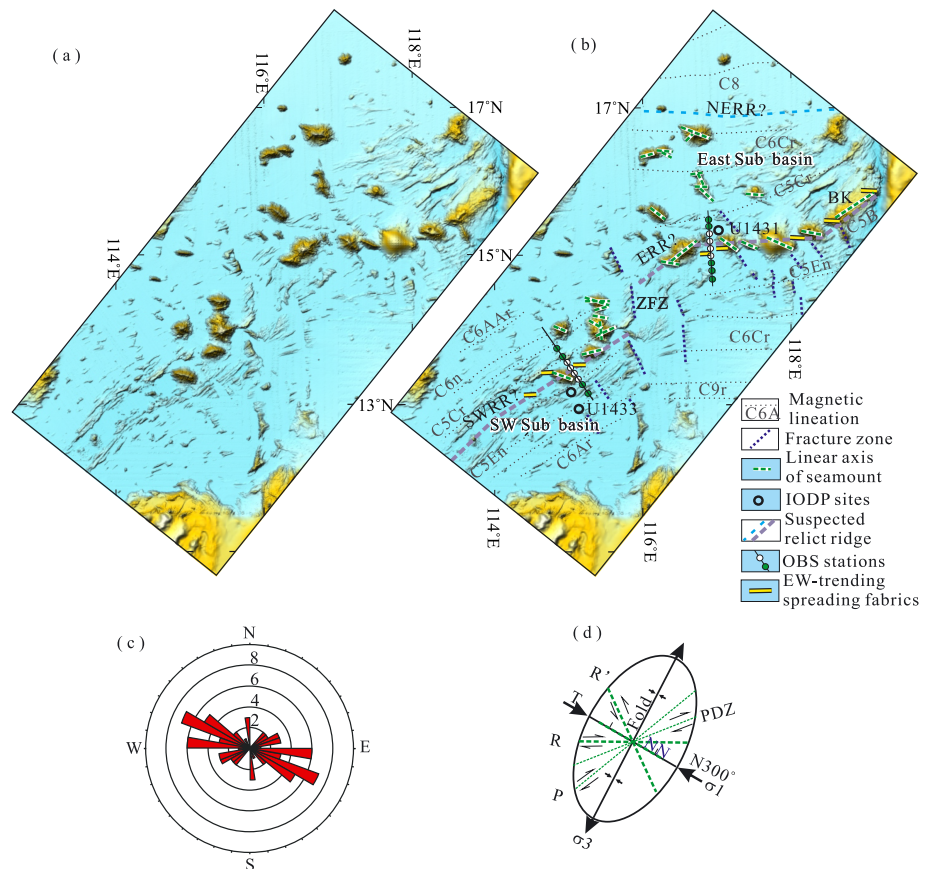 ( a )
116°E
118°E
17°N
114°E
15°N
13°N
( b )
C8
17°N
NERR?
C6Cr
East Sub basin
C5Cr
BK
C5B
U1431
ERR?
15°N
C5En
ZFZ
C6AAr
C6Cr
118°E
C6n
C9r
13°N
C5Cr
SWRR?
U1433
SW Sub basin
C5En
C6Ar
114°E
116°E
C6A
Magnetic
lineation
Fracture zone
Linear axis
of seamount
IODP sites
Suspected
relict ridge
OBS stations
EW-trending
spreading fabrics
( c )
N
8
6
4
2
W
E
S
( d )
R'
T
Fold
PDZ
R
NN
N300°
σ1
P
σ3